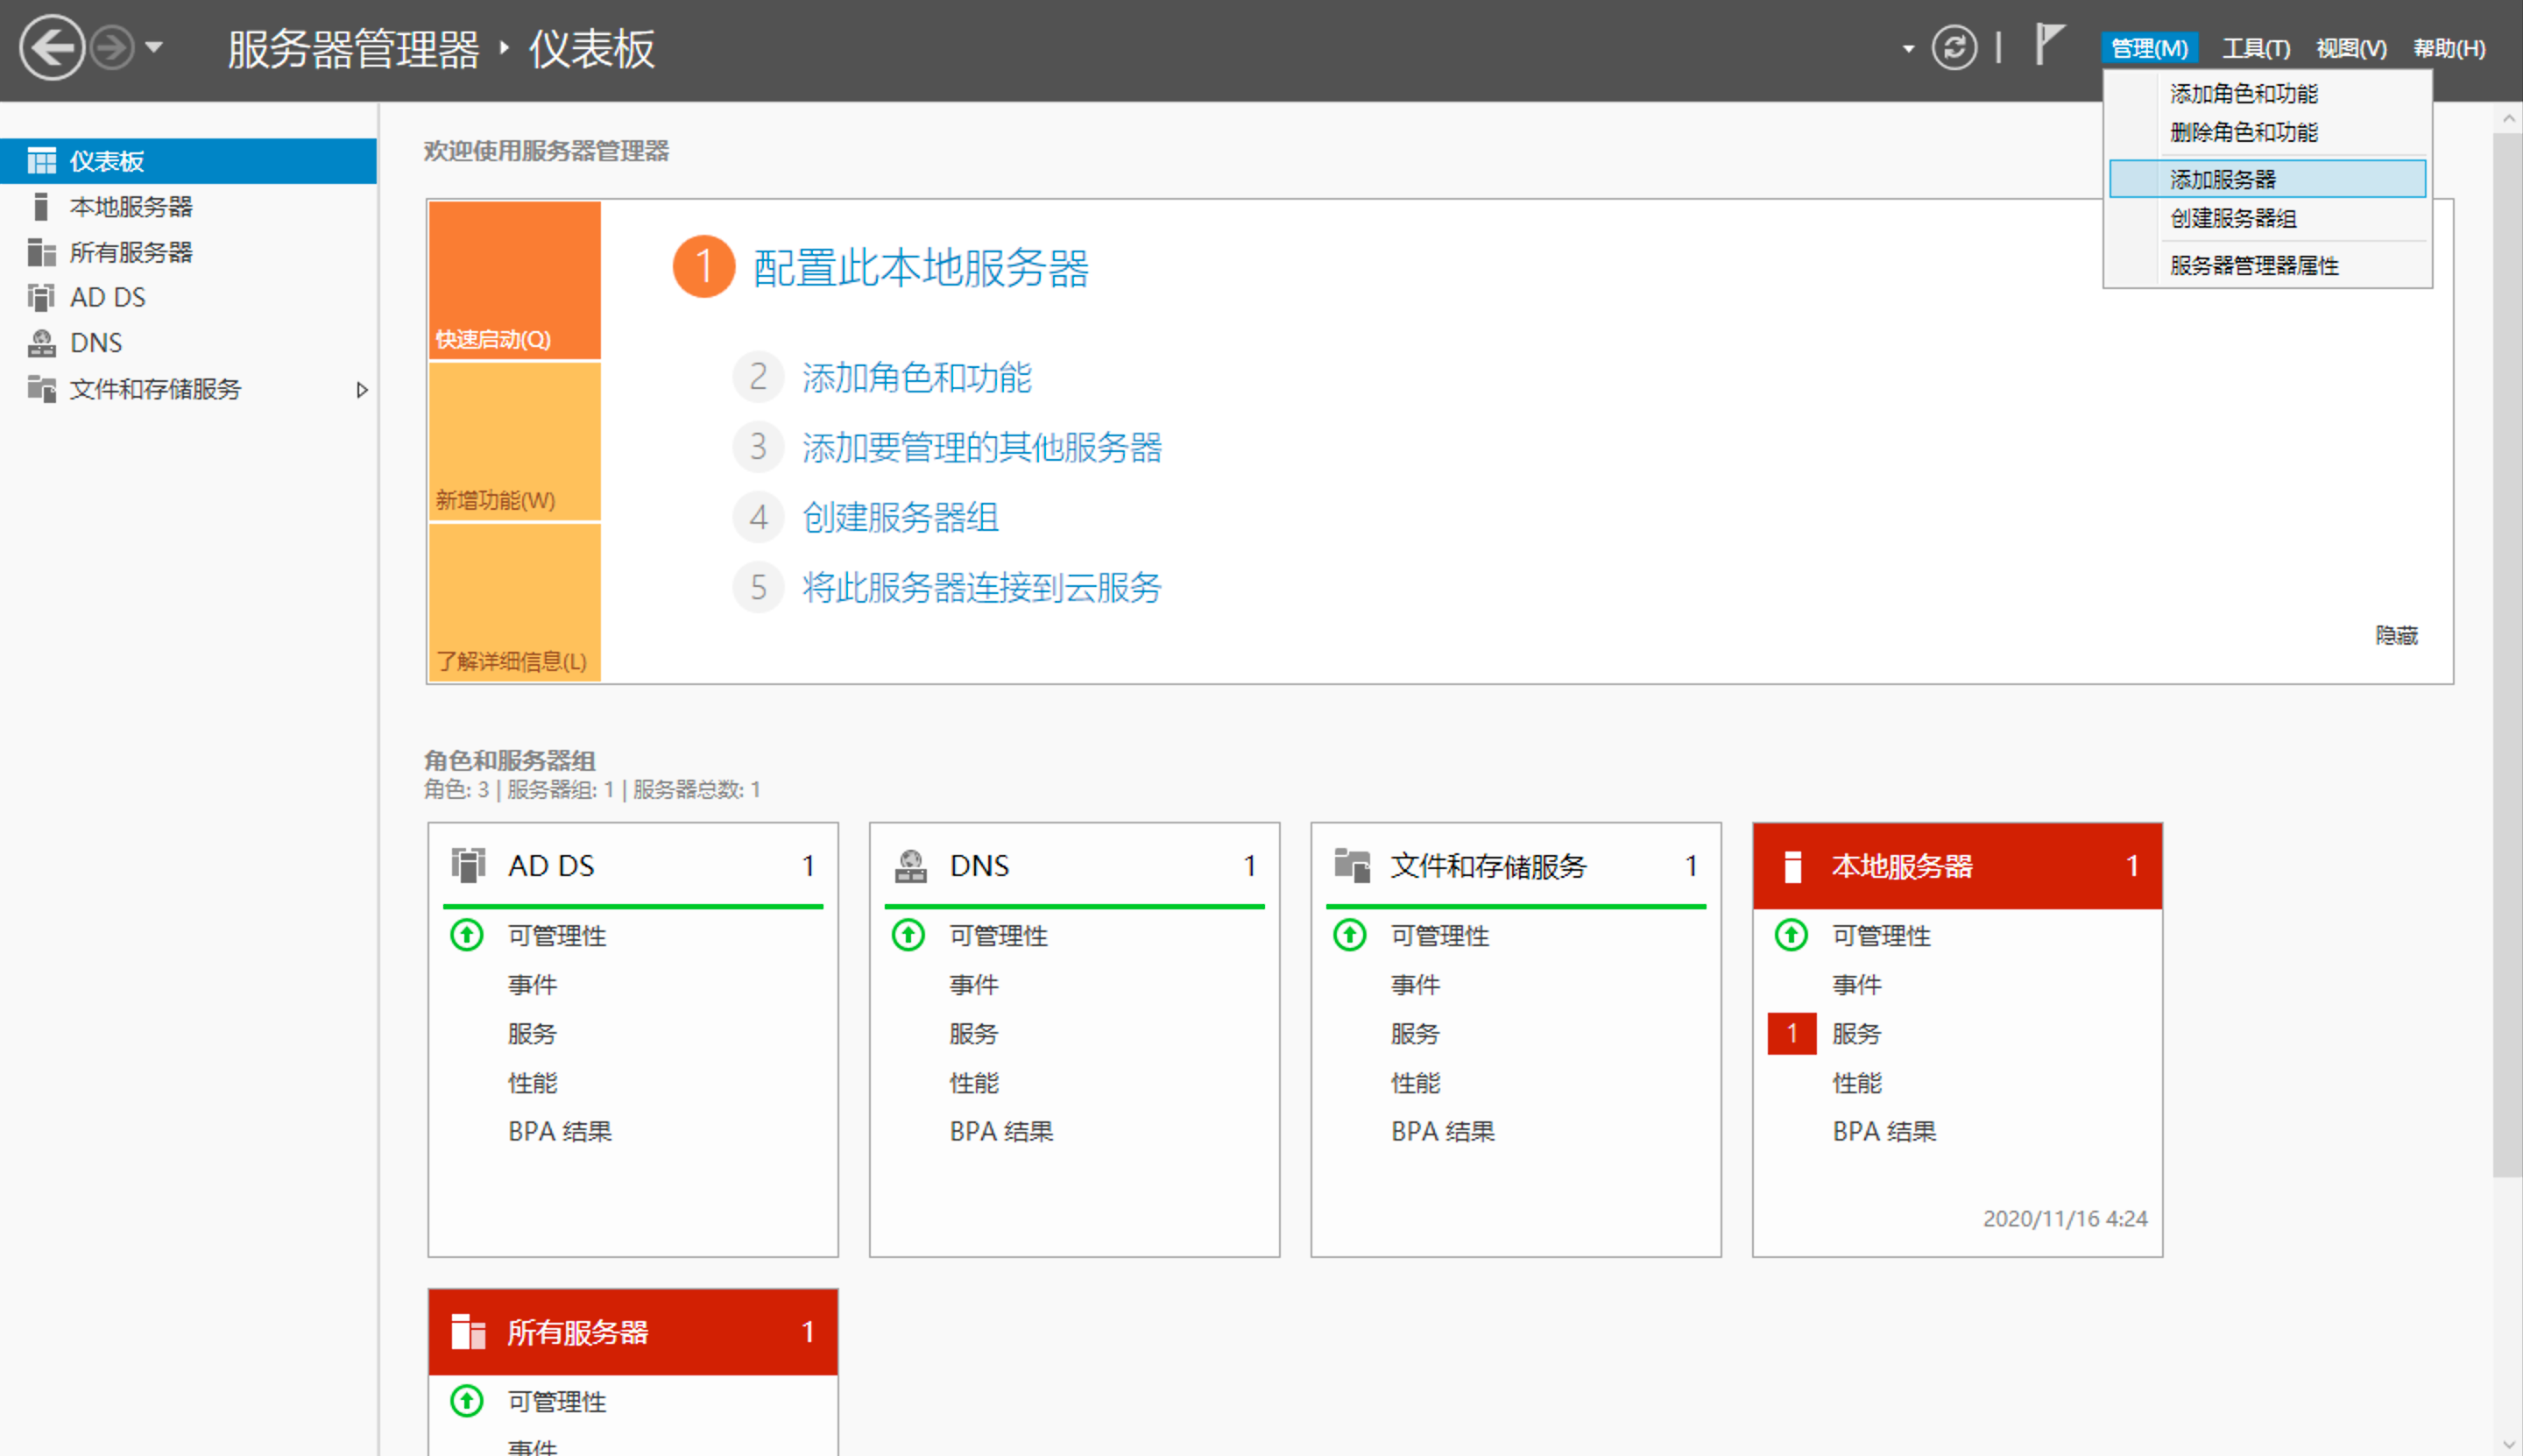 服务器管理器 ‣ 仪表板
管理(M) 工具(T) 视图(V) 帮助(H)
添加角色和功能
删除角色和功能
添加服务器
创建服务器组
服务器管理器属性
仪表板
本地服务器
所有服务器
AD DS
DNS
文件和存储服务
欢迎使用服务器管理器
快速启动(Q)
新增功能(W)
了解详细信息(L)
1 配置此本地服务器
2 添加角色和功能
3 添加要管理的其他服务器
4 创建服务器组
5 将此服务器连接到云服务
隐藏
角色和服务器组
角色: 3 | 服务器组: 1 | 服务器总数: 1
AD DS 1
可管理性
事件
服务
性能
BPA 结果
DNS 1
可管理性
事件
服务
性能
BPA 结果
文件和存储服务 1
可管理性
事件
服务
性能
BPA 结果
本地服务器 1
可管理性
事件
1 服务
性能
BPA 结果
2020/11/16 4:24
所有服务器 1
可管理性
事件